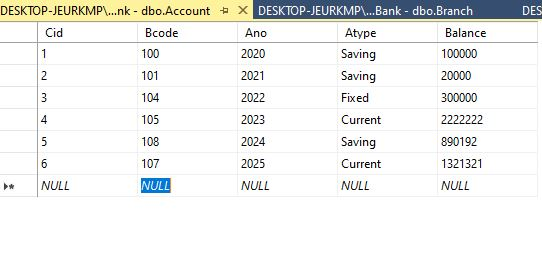 DESKTOP-JEURKMP\...nk - dbo.Account DESKTOP-JEURKMP\...Bank - dbo.Branch DES
Cid Bcode Ano Atype Balance
1 100 2020 Saving 100000
2 101 2021 Saving 20000
3 104 2022 Fixed 300000
4 105 2023 Current 2222222
5 108 2024 Saving 890192
6 107 2025 Current 1321321
NULL NULL NULL NULL NULL